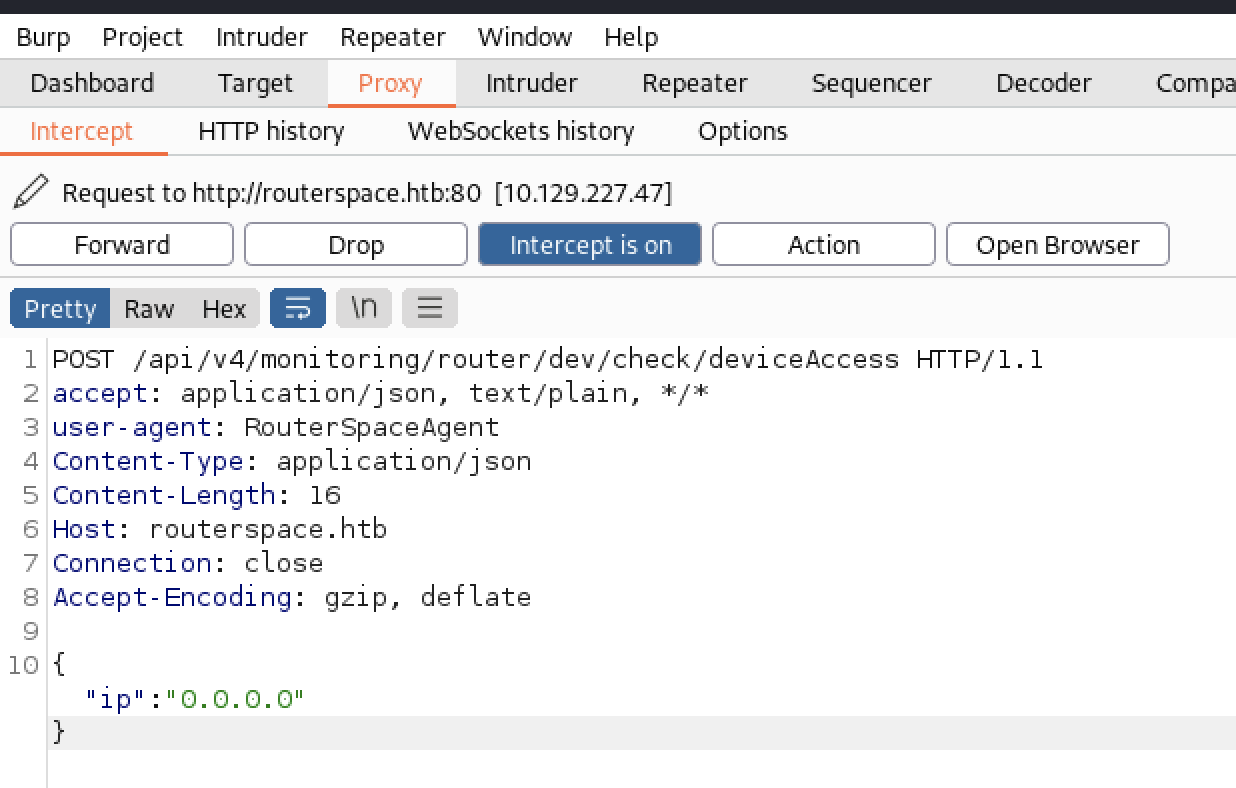 Burp Project Intruder Repeater Window Help
Dashboard Target Proxy Intruder Repeater Sequencer Decoder Compa
Intercept HTTP history WebSockets history Options
Request to http://routerspace.htb:80 [10.129.227.47]
Forward Drop Intercept is on Action Open Browser
Pretty Raw Hex \n
1 POST /api/v4/monitoring/router/dev/check/deviceAccess HTTP/1.1
2 accept: application/json, text/plain, */*
3 user-agent: RouterSpaceAgent
4 Content-Type: application/json
5 Content-Length: 16
6 Host: routerspace.htb
7 Connection: close
8 Accept-Encoding: gzip, deflate
9
10 {
"ip":"0.0.0.0"
}